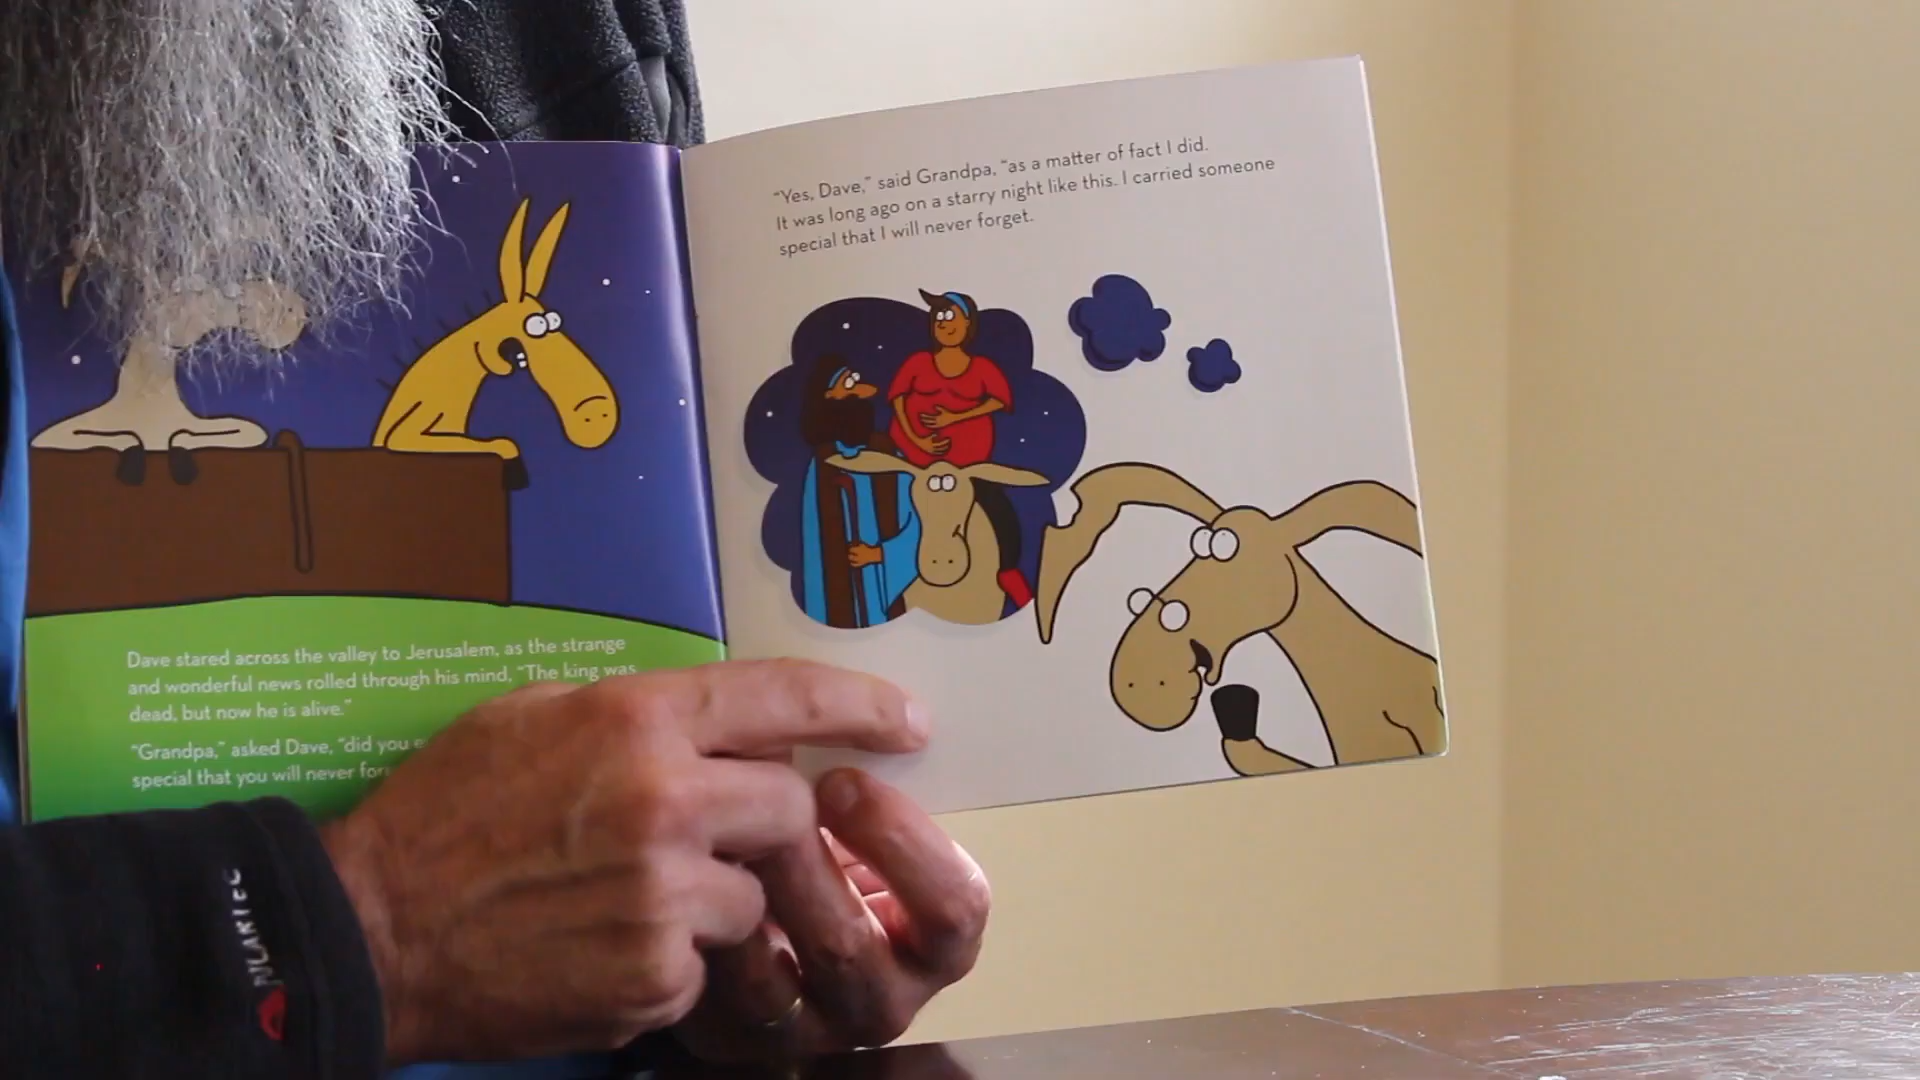 Dave stared across the valley to Jerusalem, as the strange
and wonderful news rolled through his mind, “The king was
dead, but now he is alive.”
“Grandpa,” asked Dave, “did you
special that you will never
“Yes, Dave,” said Grandpa, “as a matter of fact I did.
It was long ago on a starry night like this. I carried someone
special that I will never forget.